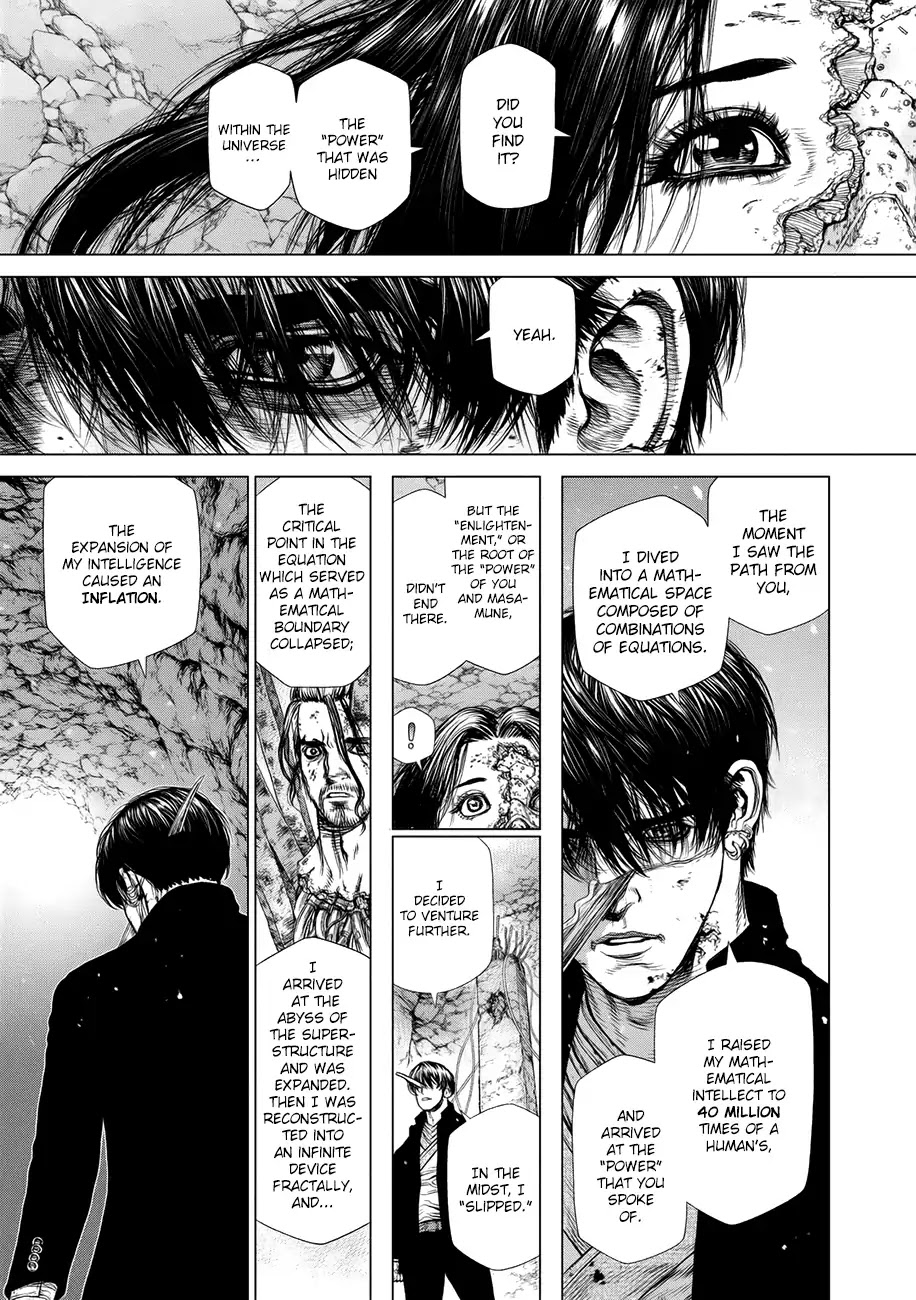 DID
YOU
FIND
IT?
THE
"POWER"
THAT WAS
HIDDEN
WITHIN THE
UNIVERSE
...
YEAH.
THE
MOMENT
I SAW THE
PATH FROM
YOU,
I DIVED
INTO A MATH-
EMATICAL SPACE
COMPOSED OF
COMBINATIONS
OF EQUATIONS.
I RAISED
MY MATH-
EMATICAL
INTELLECT TO
40 MILLION
TIMES OF A
HUMAN'S,
AND
ARRIVED
AT THE
"POWER"
THAT YOU
SPOKE
OF.
BUT THE
"ENLIGHTEN-
MENT," OR
THE ROOT OF
THE "POWER"
OF YOU
AND MASA-
MUNE,
DIDN'T
END
THERE.
!
I
DECIDED
TO VENTURE
FURTHER.
IN THE
MIDST, I
"SLIPPED."
THE
CRITICAL
POINT IN THE
EQUATION
WHICH SERVED
AS A MATH-
EMATICAL
BOUNDARY
COLLAPSED;
I
ARRIVED
AT THE
ABYSS OF
THE SUPER-
STRUCTURE
AND WAS
EXPANDED.
THEN I WAS
RECONSTRUC-
TED INTO
AN INFINITE
DEVICE
FRACTALLY,
AND...
THE
EXPANSION OF
MY INTELLIGENCE
CAUSED AN
INFLATION.